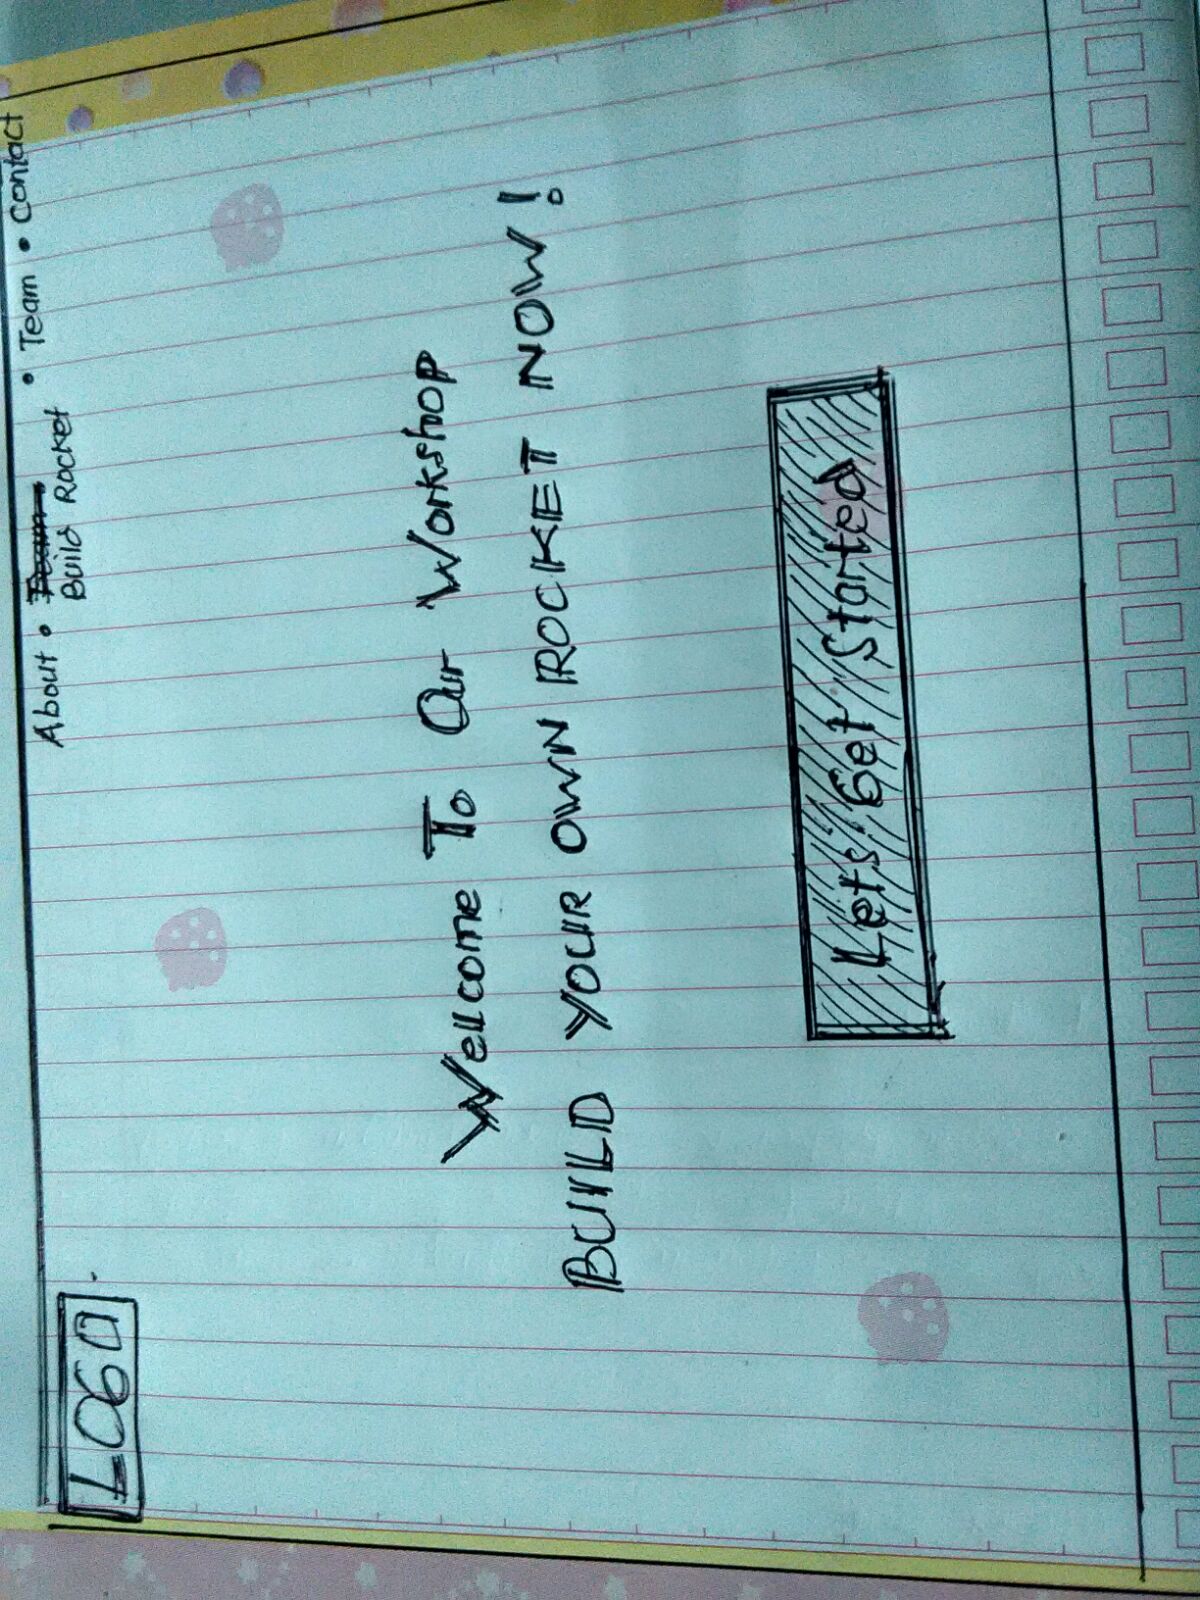 LOGO
About • Team • Team • Contact
Build Rocket
Wellcome To Our Workshop
BUILD YOUR OWN ROCKET NOW!
Lets Get Started